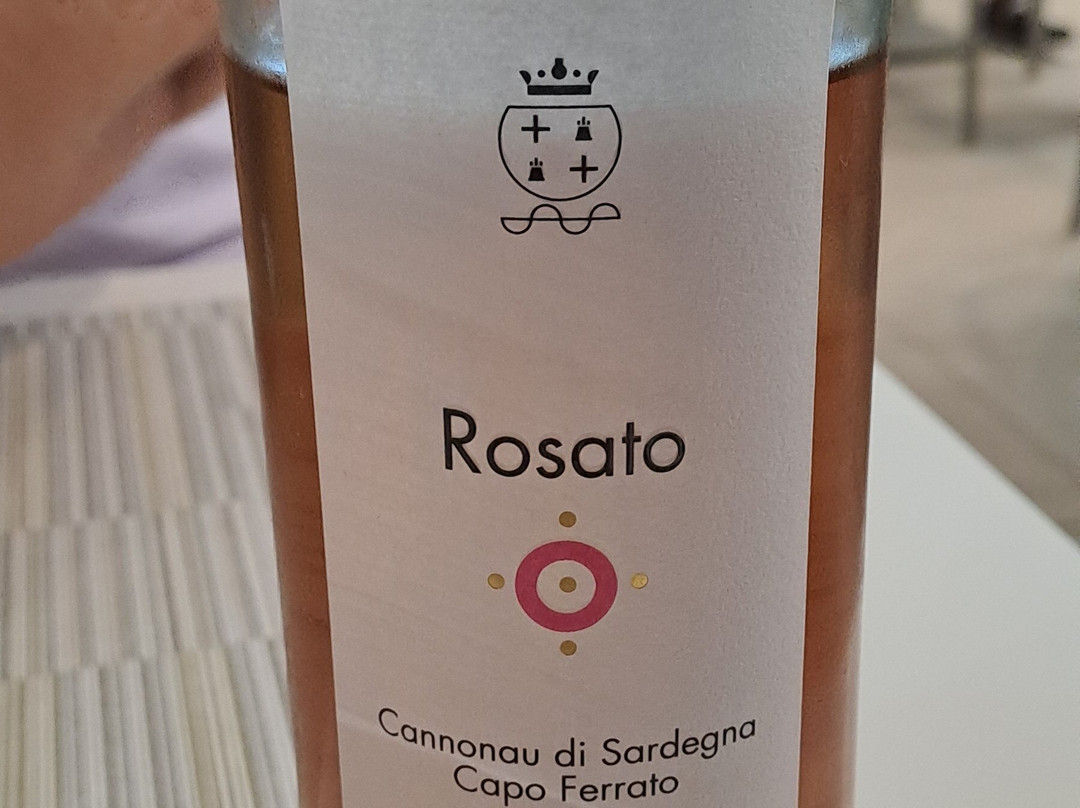 Rosato
Cannonau di Sardegna
Capo Ferrato